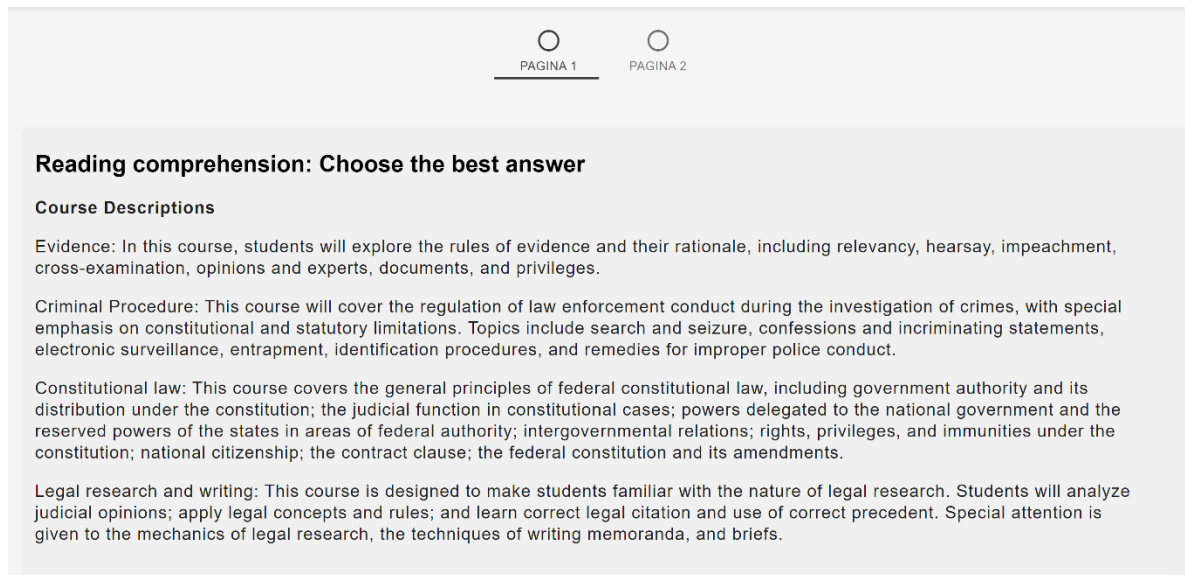 PAGINA 1
PAGINA 2
Reading comprehension: Choose the best answer
Course Descriptions
Evidence: In this course, students will explore the rules of evidence and their rationale, including relevancy, hearsay, impeachment,
cross-examination, opinions and experts, documents, and privileges.
Criminal Procedure: This course will cover the regulation of law enforcement conduct during the investigation of crimes, with special
emphasis on constitutional and statutory limitations. Topics include search and seizure, confessions and incriminating statements,
electronic surveillance, entrapment, identification procedures, and remedies for improper police conduct.
Constitutional law: This course covers the general principles of federal constitutional law, including government authority and its
distribution under the constitution; the judicial function in constitutional cases; powers delegated to the national government and the
reserved powers of the states in areas of federal authority; intergovernmental relations; rights, privileges, and immunities under the
constitution; national citizenship; the contract clause; the federal constitution and its amendments.
Legal research and writing: This course is designed to make students familiar with the nature of legal research. Students will analyze
judicial opinions; apply legal concepts and rules; and learn correct legal citation and use of correct precedent. Special attention is
given to the mechanics of legal research, the techniques of writing memoranda, and briefs.